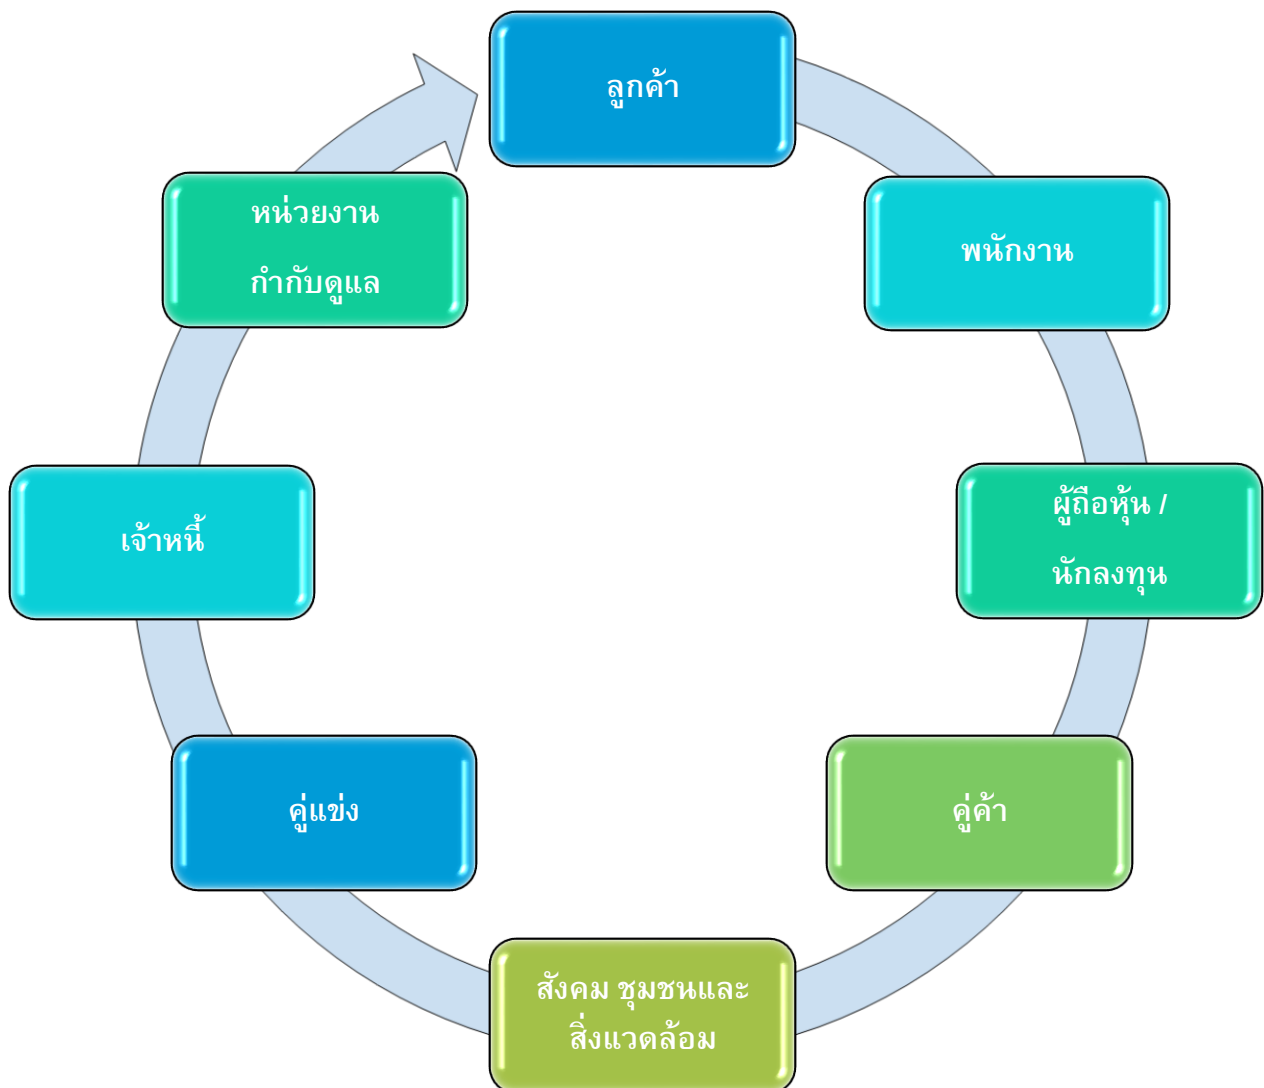 ลูกค้า
พนักงาน
ผู้ถือหุ้น /
นักลงทุน
คู่ค้า
สังคม ชุมชนและ
สิ่งแวดล้อม
คู่แข่ง
เจ้าหนี้
หน่วยงาน
กำกับดูแล